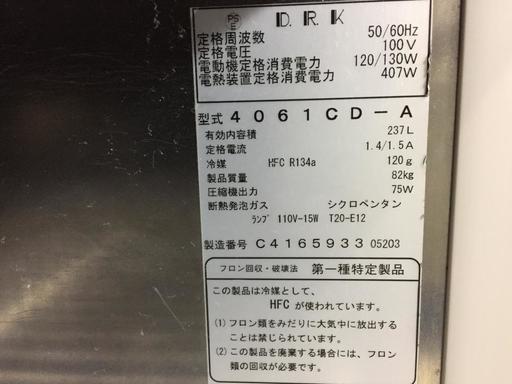 PS E D.R.K
定格周波数 50/60Hz
定格電圧 100V
電動機定格消費電力 120/130W
電熱装置定格消費電力 407W
型式 4061CD-A
有効内容積 237L
定格電流 1.4/1.5A
冷媒 HFC R134a 120g
製品質量 82kg
圧縮機出力 75W
断熱発泡ガス シクロペンタン
ランプ 110V-15W T20-E12
製造番号 C4165933 05203
フロン回収・破壊法 第一種特定製品
この製品は冷媒として、
HFC が使われています。
(1) フロン類をみだりに大気中に放出する
ことは禁じられています。
(2) この製品を廃棄する場合には、フロン
類の回収が必要です。